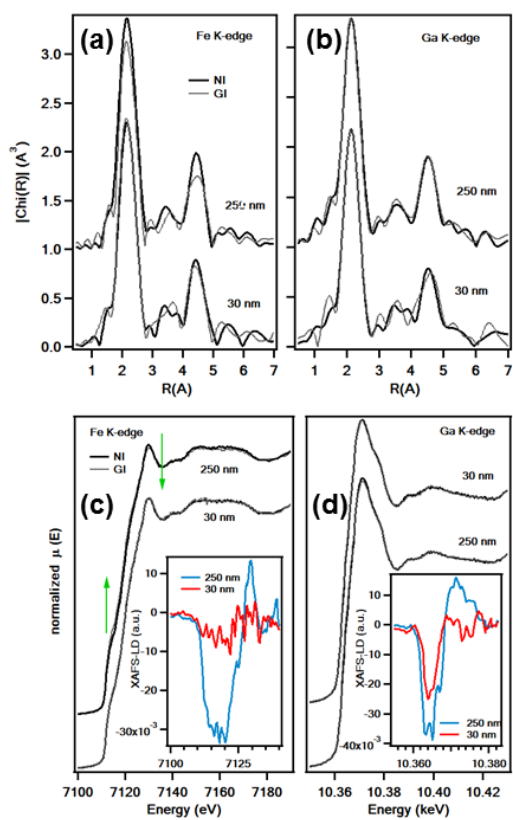 (a)
Fe K-edge
NI
GI
250 nm
30 nm
|Chi(R)| (A³)
3.0
2.5
2.0
1.5
1.0
0.5
0.0
1 2 3 4 5 6 7
R(A)
(b)
Ga K-edge
250 nm
30 nm
1 2 3 4 5 6 7
R(A)
(c)
Fe K-edge
NI
GI
250 nm
30 nm
normalized μ (E)
250 nm
30 nm
XAFS-LD (a.u.)
10
0
-10
-20
-30x10⁻³
7100 7125
7100 7120 7140 7160 7180
Energy (eV)
(d)
Ga K-edge
30 nm
250 nm
XAFS-LD (a.u.)
10
0
-10
-20
-30
-40x10⁻³
250 nm
30 nm
10.360 10.380
10.36 10.38 10.40 10.42
Energy (keV)